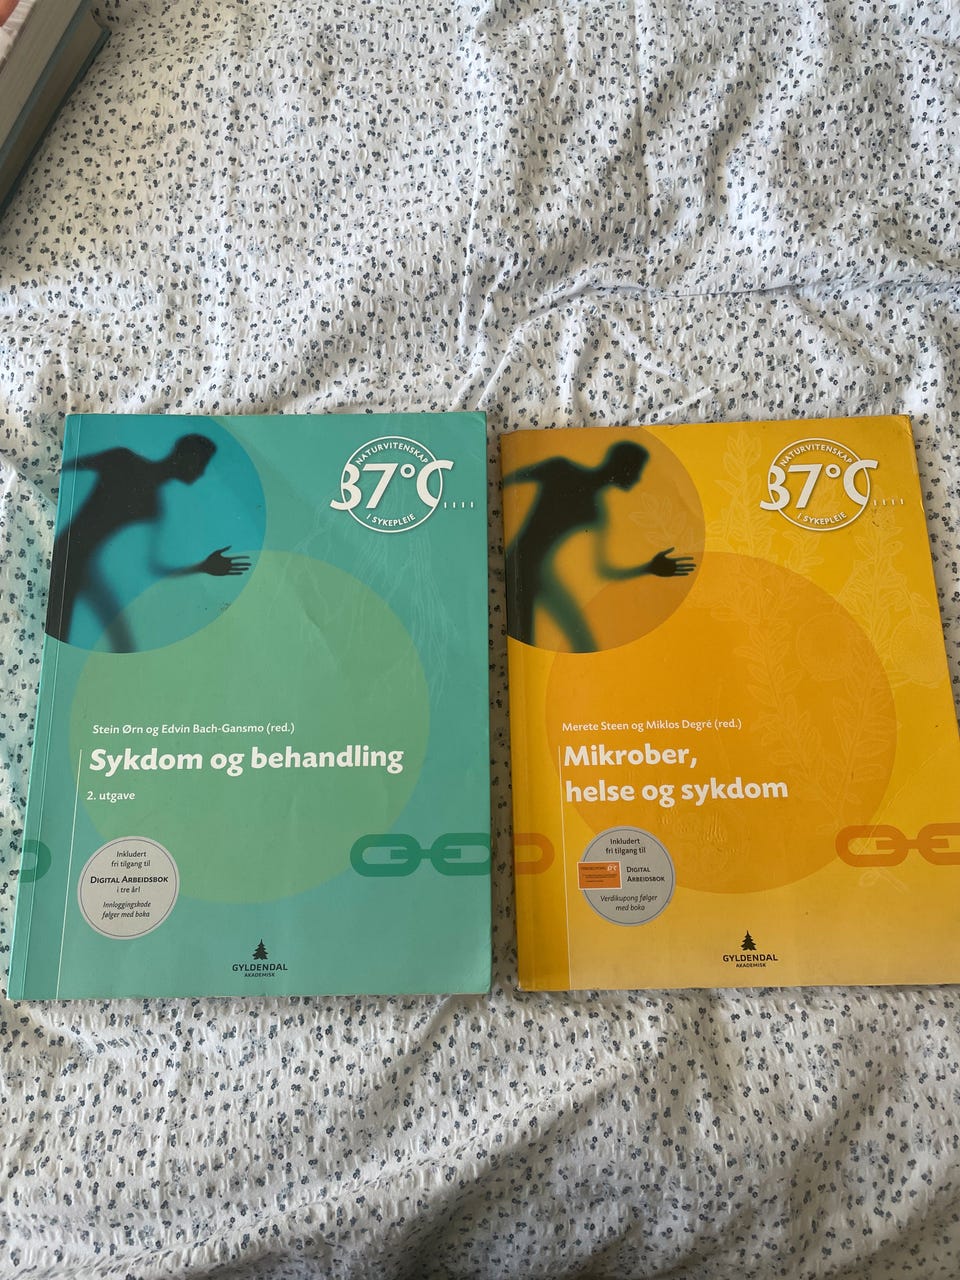 NATURVITENSKAP
37°C
I SYKEPLEIE
Stein Ørn og Edvin Bach-Gansmo (red.)
Sykdom og behandling
2. utgave
Inkludert
fri tilgang til
DIGITAL ARBEIDSBOK
i tre år!
Innloggingskode
følger med boka
GYLDENDAL
AKADEMISK
NATURVITENSKAP
37°C
I SYKEPLEIE
Merete Steen og Miklos Degré (red.)
Mikrober,
helse og sykdom
Inkludert
fri tilgang til
DIGITAL
ARBEIDSBOK
Verdikupong følger
med boka
GYLDENDAL
AKADEMISK